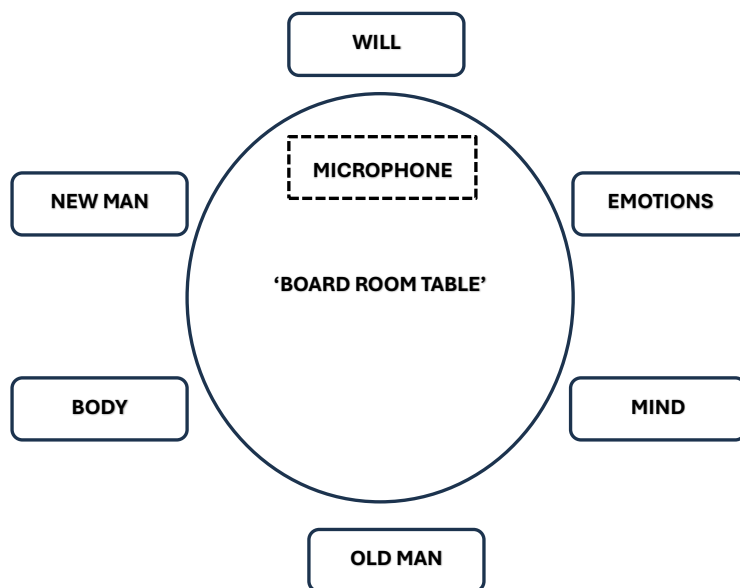 WILL
MICROPHONE
NEW MAN
EMOTIONS
‘BOARD ROOM TABLE’
BODY
MIND
OLD MAN